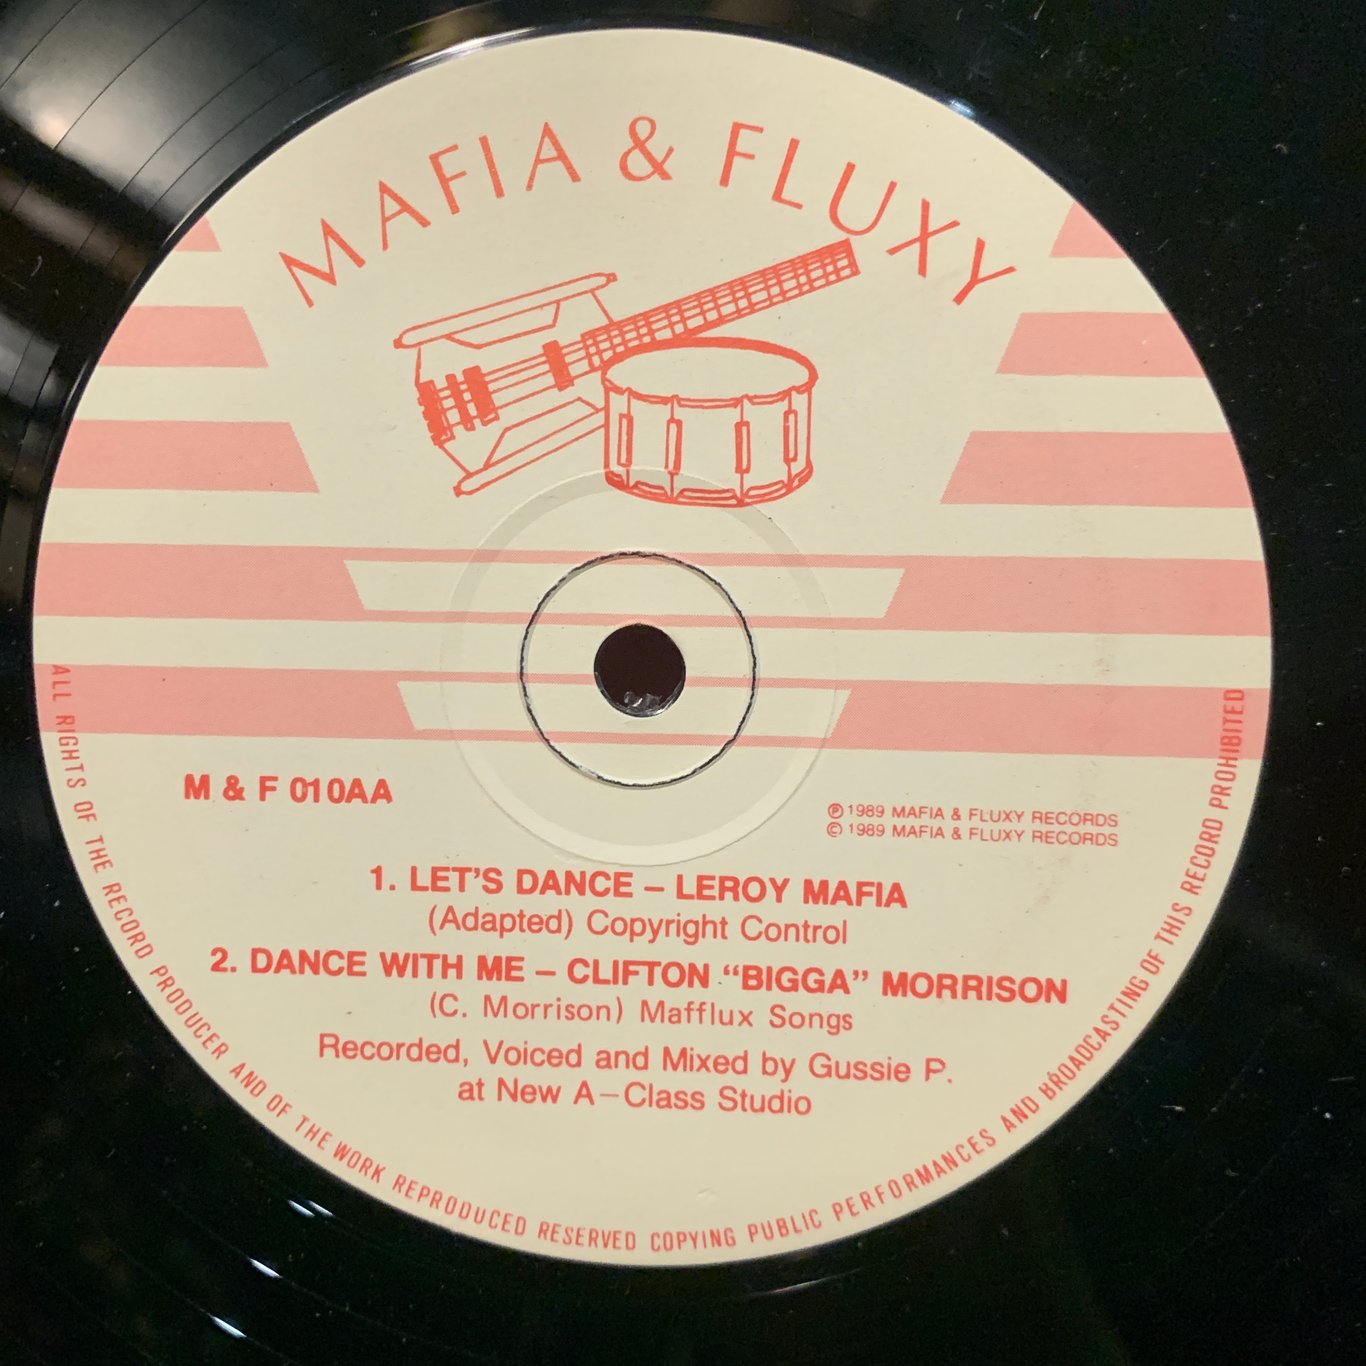 MAFIA & FLUXY
M & F 010AA
℗ 1989 MAFIA & FLUXY RECORDS
© 1989 MAFIA & FLUXY RECORDS
1. LET'S DANCE – LEROY MAFIA
(Adapted) Copyright Control
2. DANCE WITH ME – CLIFTON “BIGGA” MORRISON
(C. Morrison) Mafflux Songs
Recorded, Voiced and Mixed by Gussie P.
at New A–Class Studio
ALL RIGHTS OF THE RECORD PRODUCER AND OF THE WORK REPRODUCED RESERVED COPYING PUBLIC PERFORMANCES AND BROADCASTING OF THIS RECORD PROHIBITED